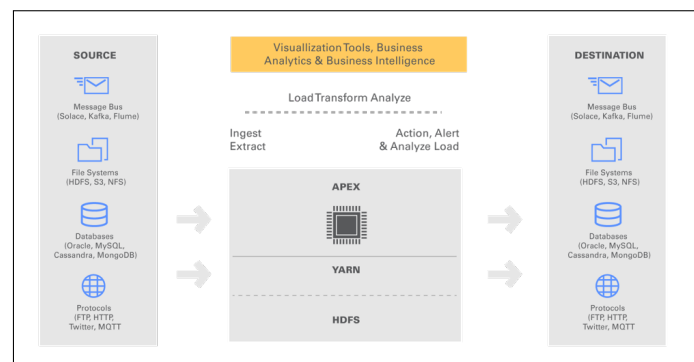 SOURCE
Message Bus
(Solace, Kafka, Flume)
File Systems
(HDFS, S3, NFS)
Databases
(Oracle, MySQL,
Cassandra, MongoDB)
Protocols
(FTP, HTTP,
Twitter, MQTT
Visuallization Tools, Business
Analytics & Business Intelligence
Load Transform Analyze
Ingest
Extract
Action, Alert
& Analyze Load
APEX
YARN
HDFS
DESTINATION
Message Bus
(Solace, Kafka, Flume)
File Systems
(HDFS, S3, NFS)
Databases
(Oracle, MySQL,
Cassandra, MongoDB)
Protocols
(FTP, HTTP,
Twitter, MQTT